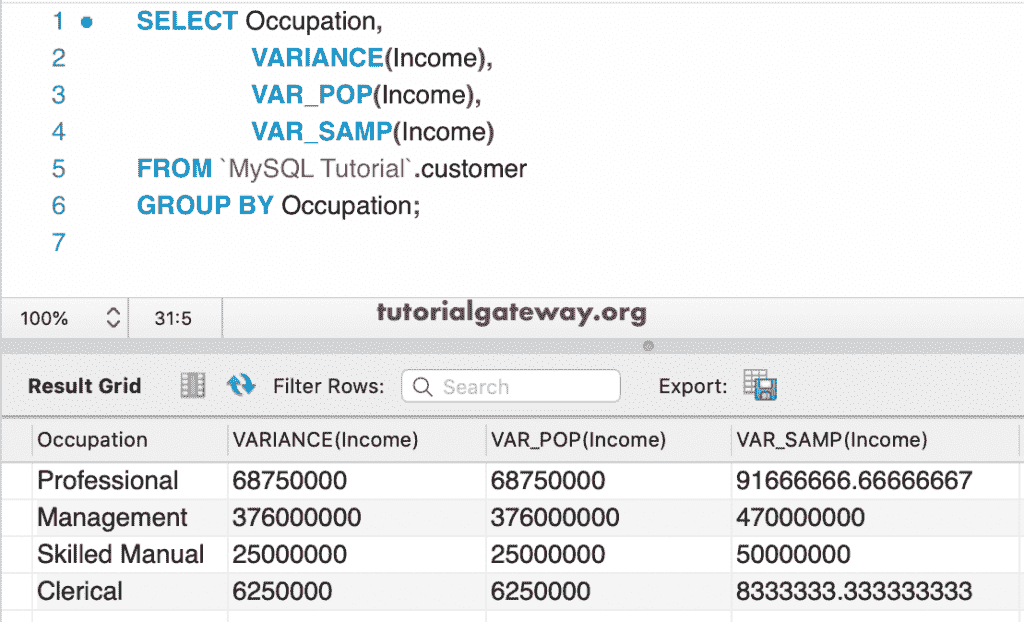 1 SELECT Occupation,
2 VARIANCE(Income),
3 VAR_POP(Income),
4 VAR_SAMP(Income)
5 FROM `MySQL Tutorial`.customer
6 GROUP BY Occupation;
7
100% 31:5 tutorialgateway.org
Result Grid Filter Rows: Search Export:
Occupation VARIANCE(Income) VAR_POP(Income) VAR_SAMP(Income)
Professional 68750000 68750000 91666666.66666667
Management 376000000 376000000 470000000
Skilled Manual 25000000 25000000 50000000
Clerical 6250000 6250000 8333333.333333333